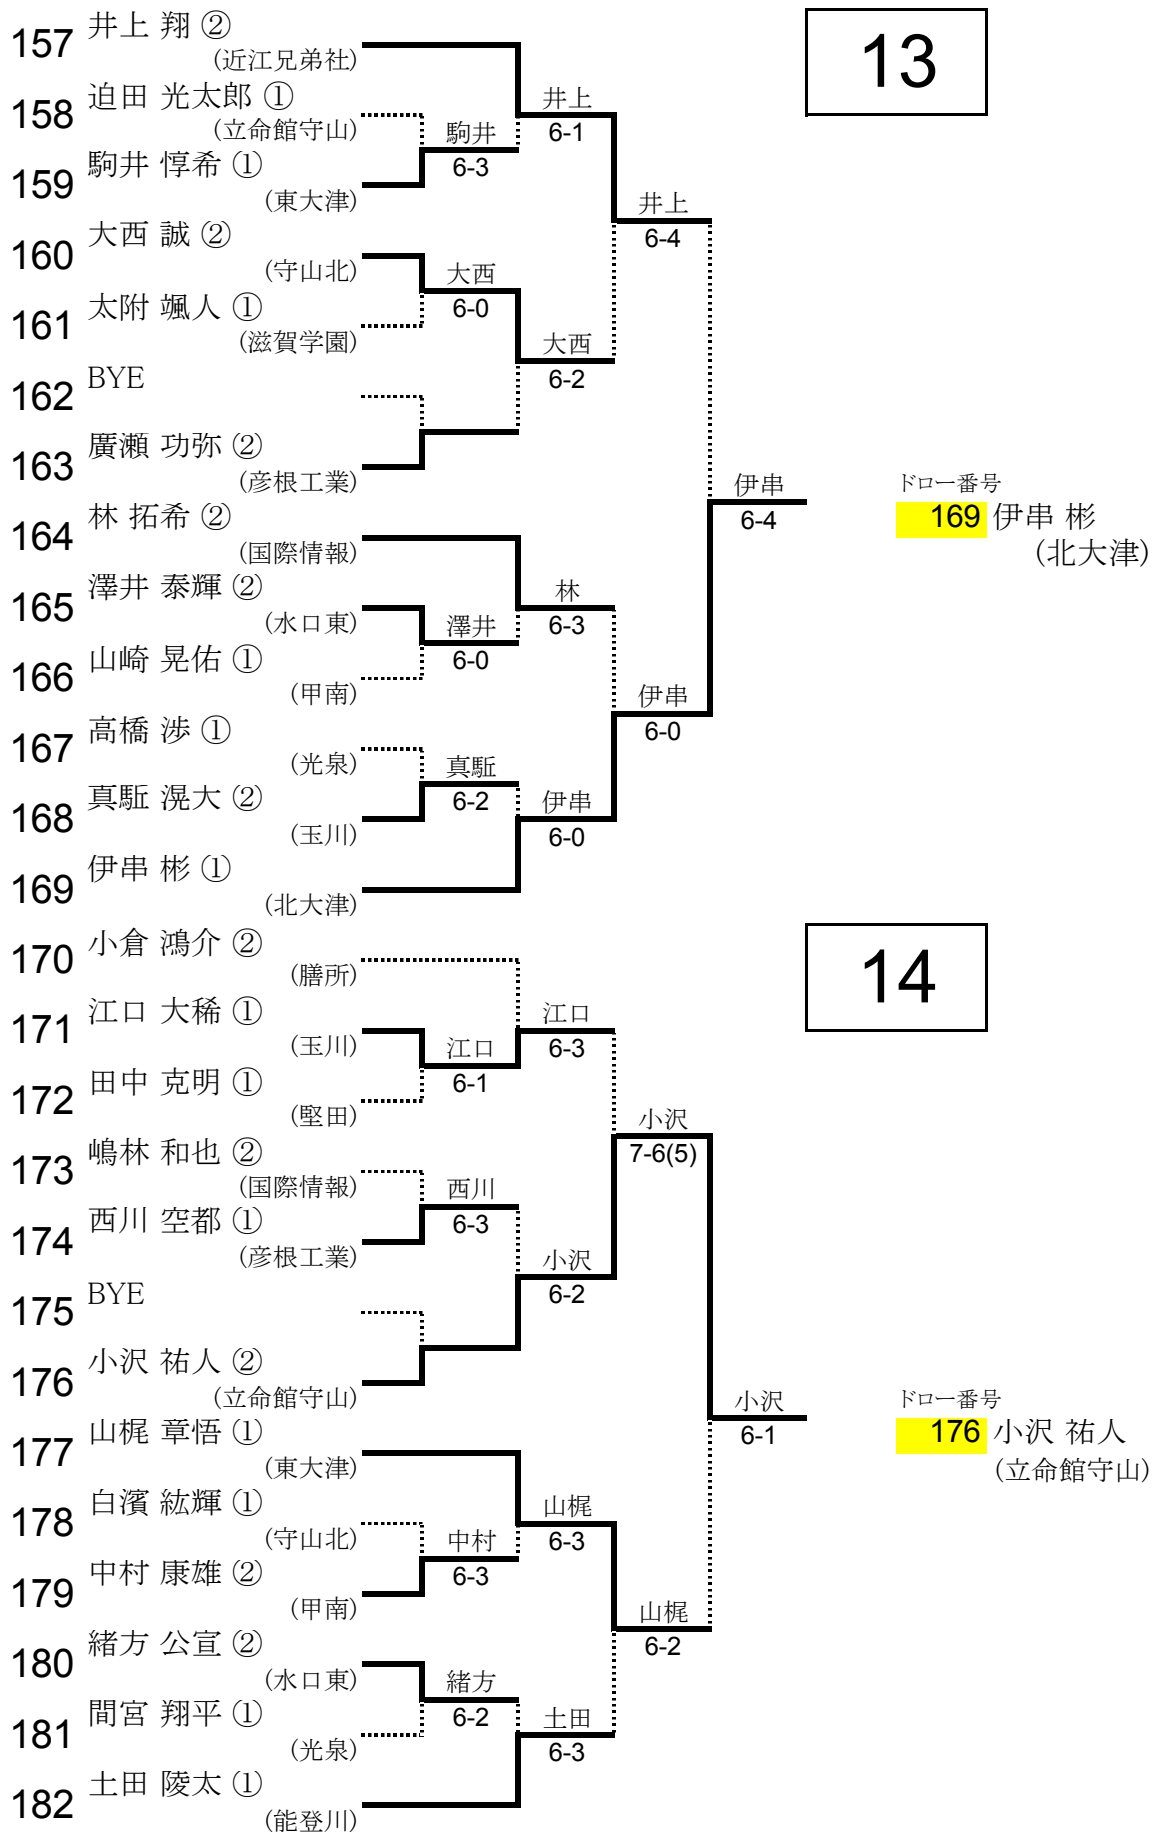 13
157 井上 翔 ②
(近江兄弟社)
158 迫田 光太郎 ①
(立命館守山)
159 駒井 惇希 ①
(東大津)
160 大西 誠 ②
(守山北)
161 太附 颯人 ①
(滋賀学園)
162 BYE
163 廣瀬 功弥 ②
(彦根工業)
164 林 拓希 ②
(国際情報)
165 澤井 泰輝 ②
(水口東)
166 山崎 晃佑 ①
(甲南)
167 高橋 渉 ①
(光泉)
168 真駈 滉大 ②
(玉川)
169 伊串 彬 ①
(北大津)
駒井
6-3
大西
6-0
澤井
6-0
真駈
6-2
井上
6-1
大西
6-2
林
6-3
伊串
6-0
井上
6-4
伊串
6-0
伊串
6-4
ドロー番号
169 伊串 彬
(北大津)
14
170 小倉 鴻介 ②
(膳所)
171 江口 大稀 ①
(玉川)
172 田中 克明 ①
(堅田)
173 嶋林 和也 ②
(国際情報)
174 西川 空都 ①
(彦根工業)
175 BYE
176 小沢 祐人 ②
(立命館守山)
177 山梶 章悟 ①
(東大津)
178 白濱 紘輝 ①
(守山北)
179 中村 康雄 ②
(甲南)
180 緒方 公宣 ②
(水口東)
181 間宮 翔平 ①
(光泉)
182 土田 陵太 ①
(能登川)
江口
6-1
西川
6-3
中村
6-3
緒方
6-2
江口
6-3
小沢
6-2
山梶
6-3
土田
6-3
小沢
7-6(5)
山梶
6-2
小沢
6-1
ドロー番号
176 小沢 祐人
(立命館守山)